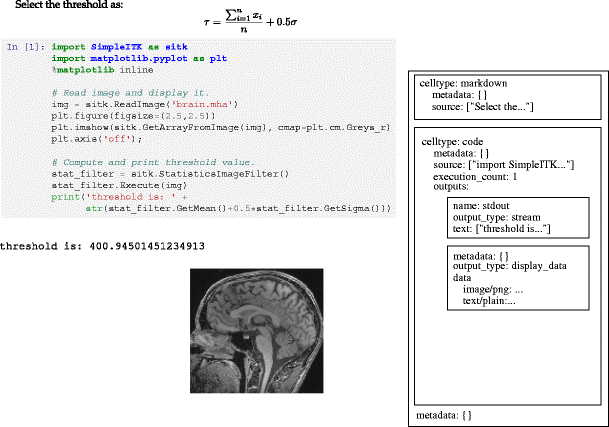 Select the threshold as:
τ = \frac{\sum_{i=1}^{n} x_i}{n} + 0.5σ
In [1]: import SimpleITK as sitk
import matplotlib.pyplot as plt
%matplotlib inline
# Read image and display it.
img = sitk.ReadImage('brain.mha')
plt.figure(figsize=(2.5,2.5))
plt.imshow(sitk.GetArrayFromImage(img), cmap=plt.cm.Greys_r)
plt.axis('off');
# Compute and print threshold value.
stat_filter = sitk.StatisticsImageFilter()
stat_filter.Execute(img)
print('threshold is: ' +
str(stat_filter.GetMean()+0.5*stat_filter.GetSigma()))
threshold is: 400.94501451234913
celltype: markdown
metadata: { }
source: ["Select the..."]
celltype: code
metadata: { }
source: ["import SimpleITK..."]
execution_count: 1
outputs:
name: stdout
output_type: stream
text: ["threshold is..."]
metadata: { }
output_type: display_data
data
image/png: ...
text/plain:...
metadata: { }